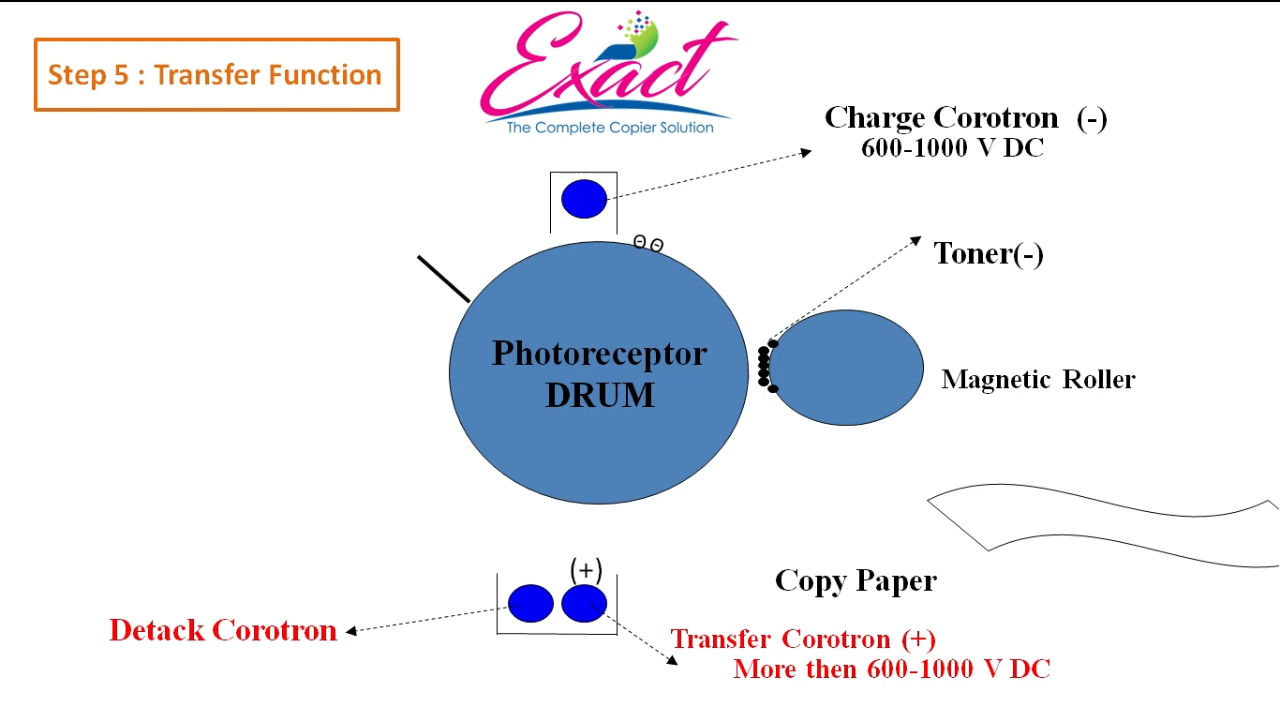 Step 5 : Transfer Function
Exact
The Complete Copier Solution
Charge Corotron (-)
600-1000 V DC
Θ Θ
Toner(-)
Photoreceptor
DRUM
Magnetic Roller
(+)
Copy Paper
Detack Corotron
Transfer Corotron (+)
More then 600-1000 V DC